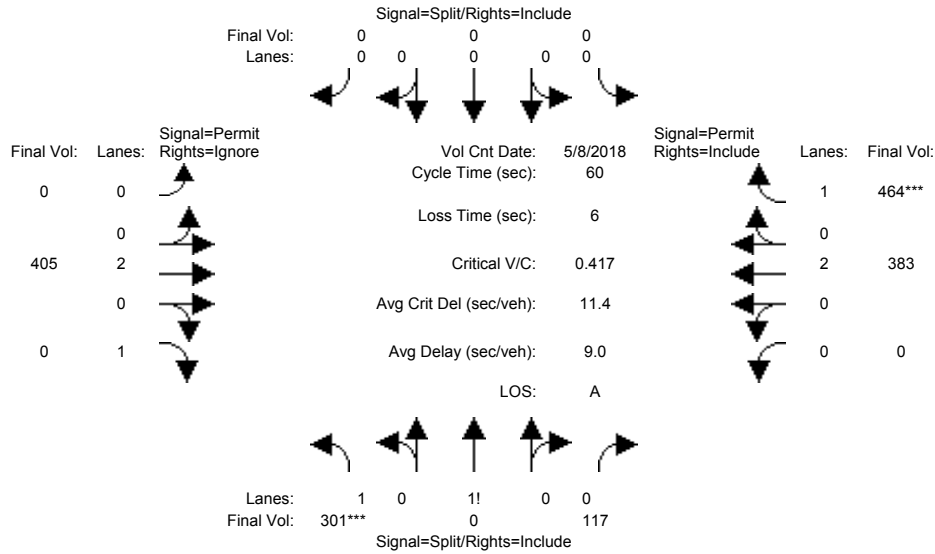 Signal=Split/Rights=Include
Final Vol: 0 0 0
Lanes: 0 0 0 0 0
Signal=Permit Signal=Permit
Final Vol: Lanes: Rights=Ignore Vol Cnt Date: 5/8/2018 Rights=Include Lanes: Final Vol:
Cycle Time (sec): 60
0 0 1 464***
Loss Time (sec): 6
0 0
405 2 Critical V/C: 0.417 2 383
0 Avg Crit Del (sec/veh): 11.4 0
0 1 Avg Delay (sec/veh): 9.0 0 0
LOS: A
Lanes: 1 0 1! 0 0
Final Vol: 301*** 0 117
Signal=Split/Rights=Include